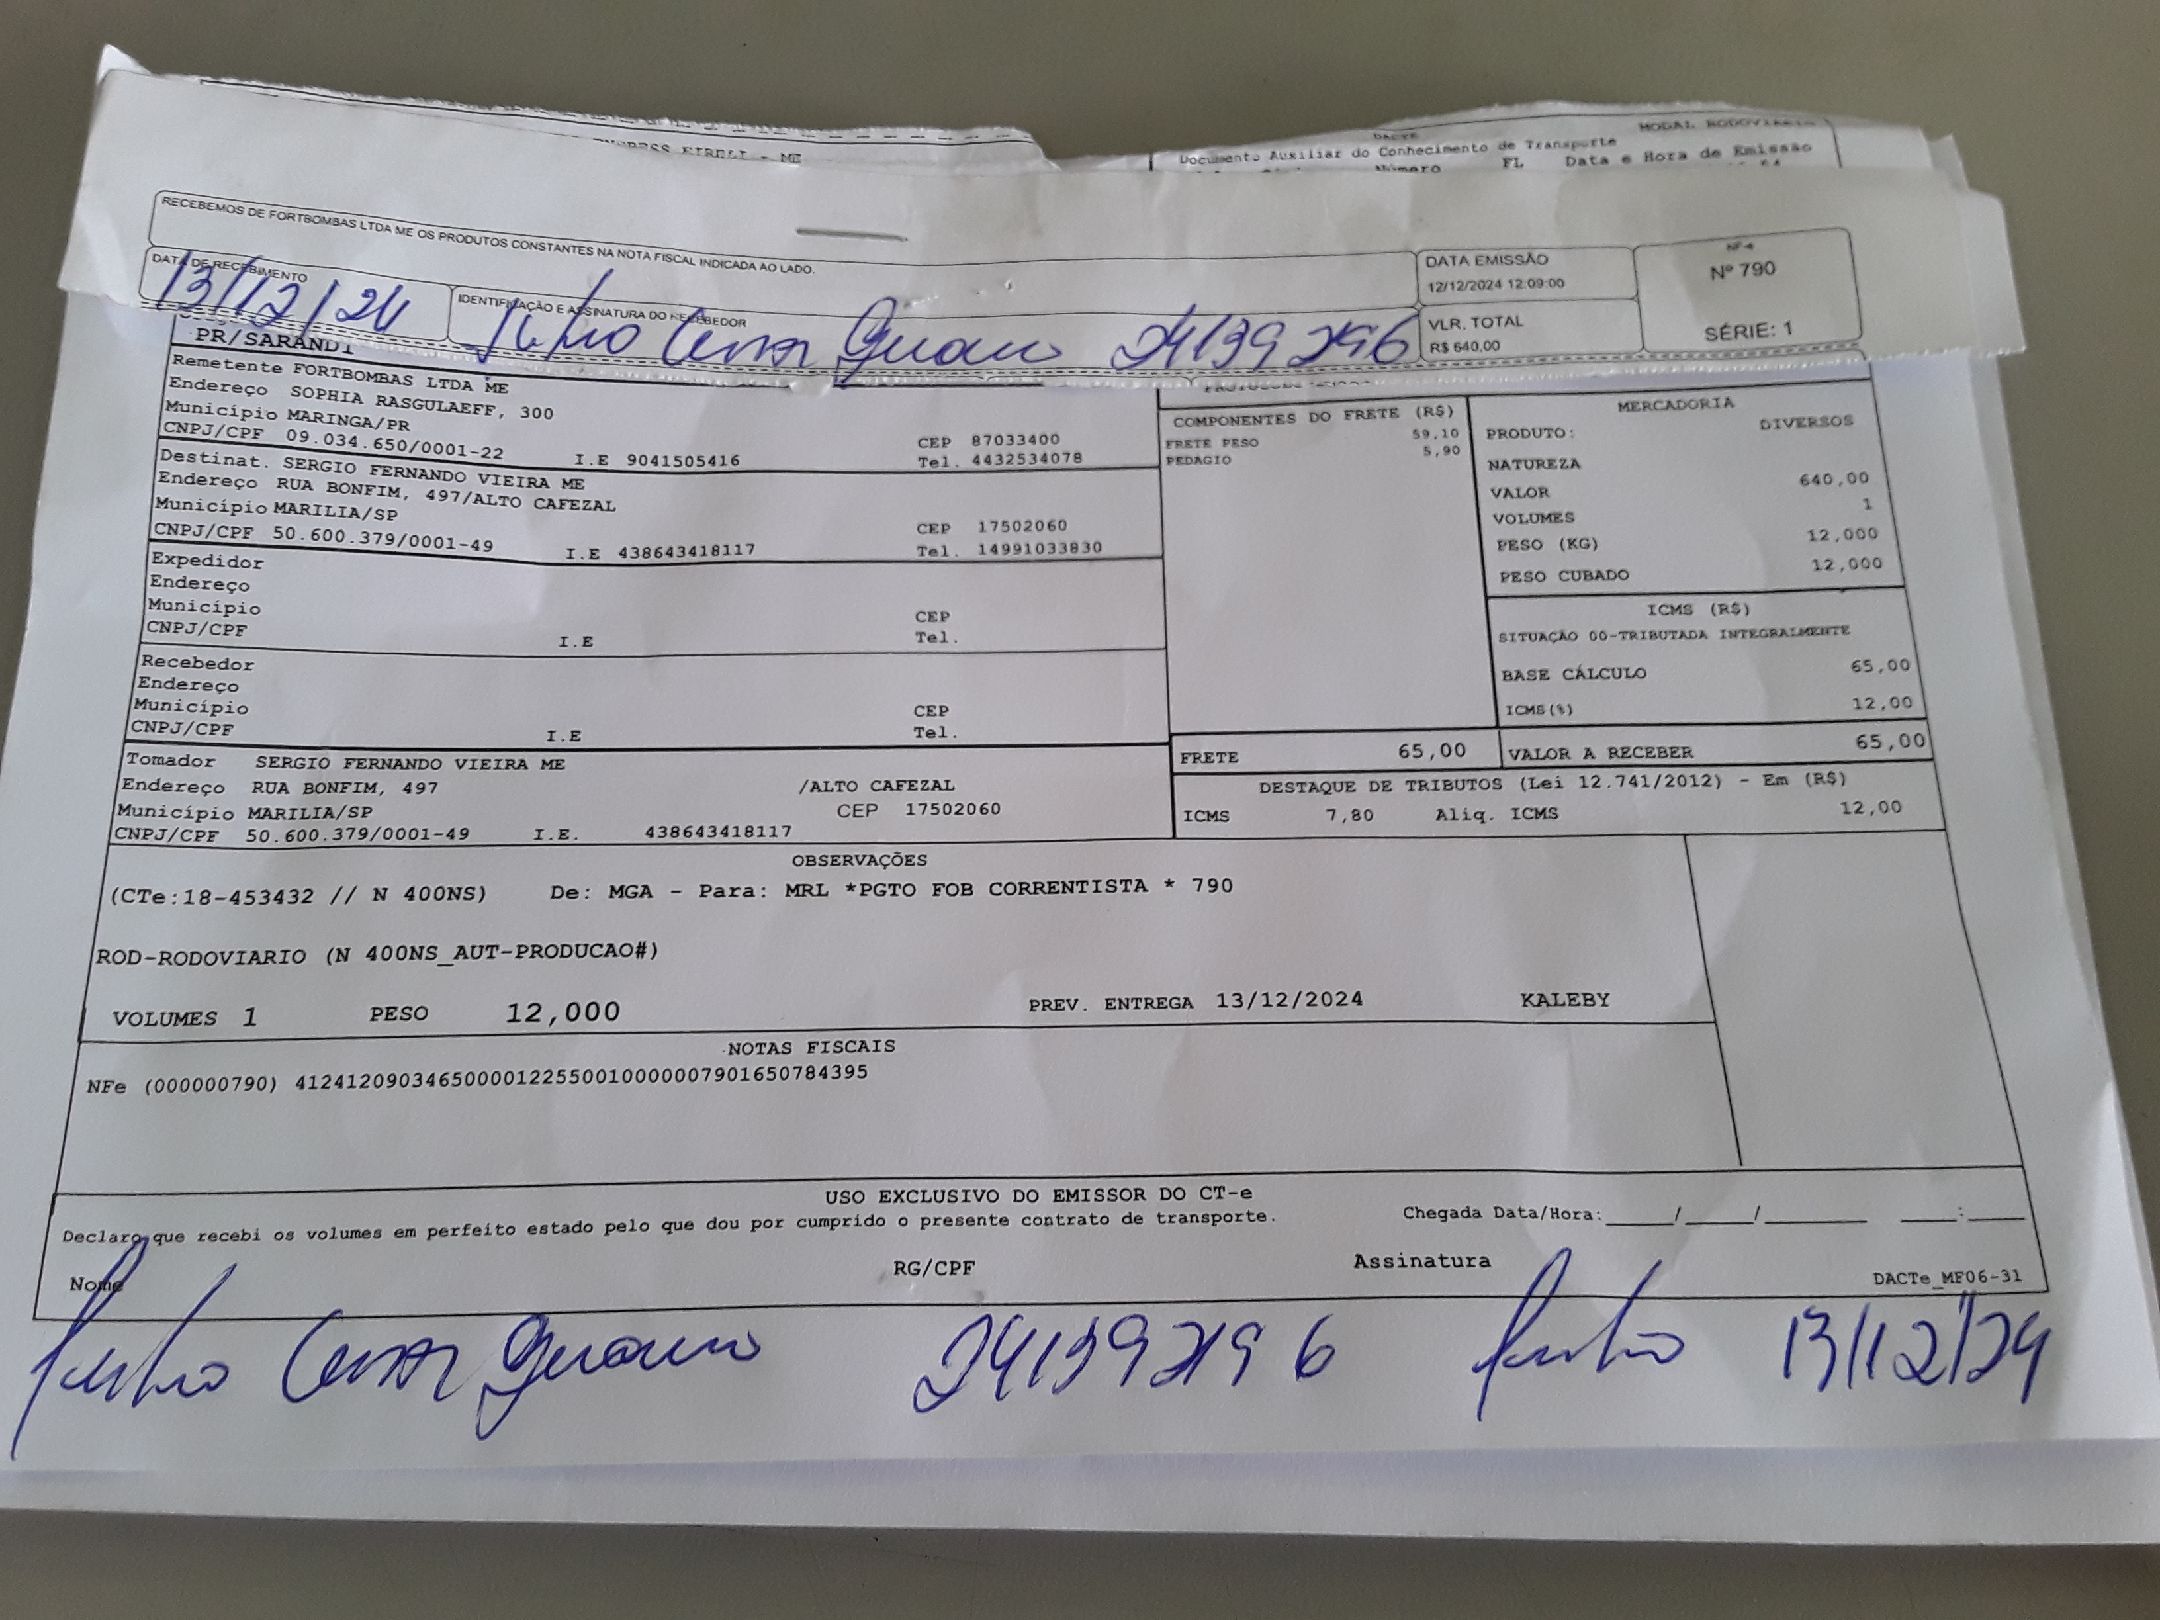 DACTE
MODAL RODOVIÁRIO
Documento Auxiliar do Conhecimento de Transporte
Número FL Data e Hora de Emissão
EIRELI - ME
RECEBEMOS DE FORTBOMBAS LTDA ME OS PRODUTOS CONSTANTES NA NOTA FISCAL INDICADA AO LADO.
DATA DE RECEBIMENTO
13/12/24
IDENTIFICAÇÃO E ASSINATURA DO RECEBEDOR
Cesar 241392196
DATA EMISSÃO
12/12/2024 12:09:00
VLR. TOTAL
R$ 640,00
NF-e
Nº 790
SÉRIE: 1
PR/SARANDI
Remetente FORTBOMBAS LTDA ME
Endereço SOPHIA RASGULAEFF, 300
Município MARINGA/PR CEP 87033400
CNPJ/CPF 09.034.650/0001-22 I.E 9041505416 Tel. 4432534078
Destinat. SERGIO FERNANDO VIEIRA ME
Endereço RUA BONFIM, 497/ALTO CAFEZAL
Município MARILIA/SP CEP 17502060
CNPJ/CPF 50.600.379/0001-49 I.E 438643418117 Tel. 14991033830
Expedidor
Endereço
Município CEP
CNPJ/CPF I.E Tel.
Recebedor
Endereço
Município CEP
CNPJ/CPF I.E Tel.
Tomador SERGIO FERNANDO VIEIRA ME
Endereço RUA BONFIM, 497 /ALTO CAFEZAL
Município MARILIA/SP CEP 17502060
CNPJ/CPF 50.600.379/0001-49 I.E. 438643418117
COMPONENTES DO FRETE (R$)
FRETE PESO 59,10
PEDAGIO 5,90
MERCADORIA
PRODUTO: DIVERSOS
NATUREZA
VALOR 640,00
VOLUMES 1
PESO (KG) 12,000
PESO CUBADO 12,000
ICMS (R$)
SITUAÇÃO 00-TRIBUTADA INTEGRALMENTE
BASE CÁLCULO 65,00
ICMS(%) 12,00
FRETE 65,00 VALOR A RECEBER 65,00
DESTAQUE DE TRIBUTOS (Lei 12.741/2012) - Em (R$)
ICMS 7,80 Aliq. ICMS 12,00
OBSERVAÇÕES
(CTe:18-453432 // N 400NS) De: MGA - Para: MRL *PGTO FOB CORRENTISTA * 790
ROD-RODOVIARIO (N 400NS_AUT-PRODUCAO#)
VOLUMES 1 PESO 12,000 PREV. ENTREGA 13/12/2024 KALEBY
NOTAS FISCAIS
NFe (000000790) 41241209034650000122550010000007901650784395
USO EXCLUSIVO DO EMISSOR DO CT-e
Declaro que recebi os volumes em perfeito estado pelo que dou por cumprido o presente contrato de transporte. Chegada Data/Hora:____/____/______ ___:___
Nome RG/CPF Assinatura DACTe_MF06-31
Cesar 241392196 13/12/24